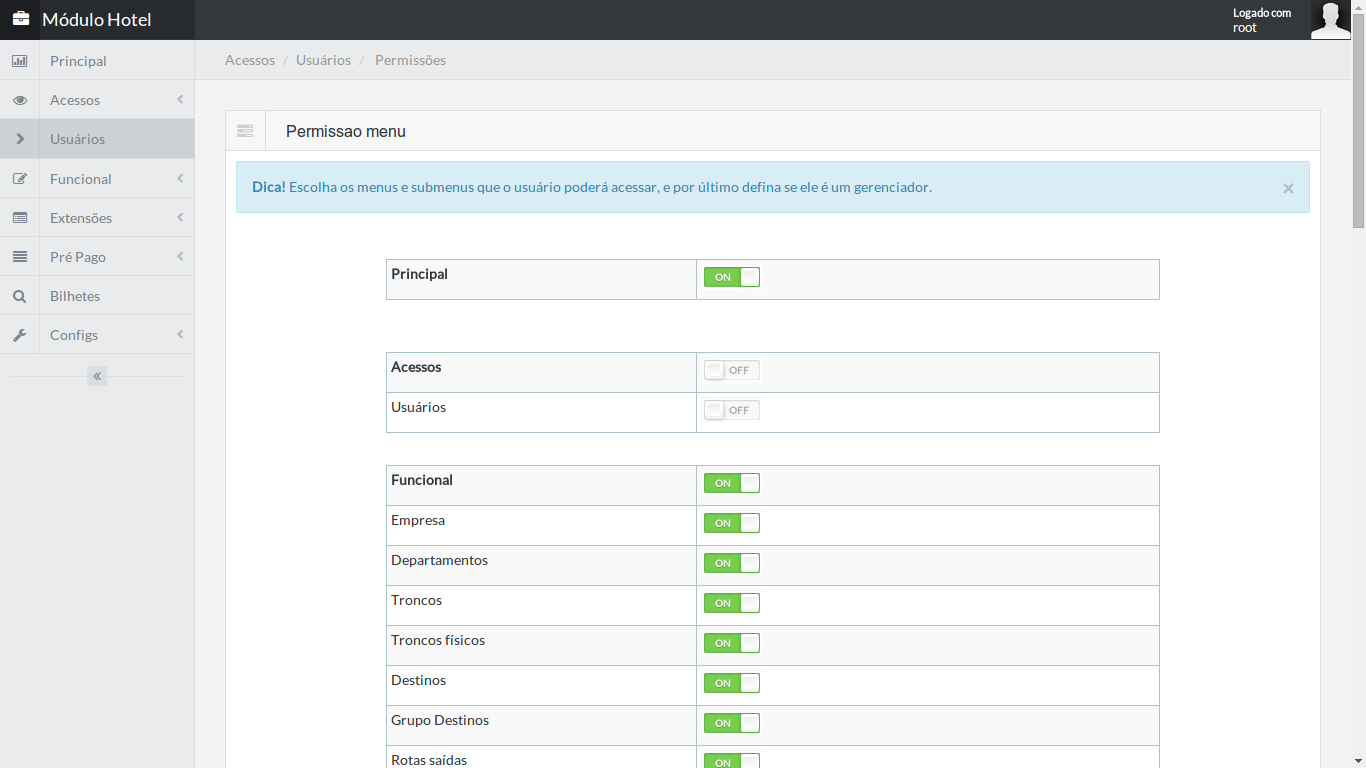 Módulo Hotel
Logado com
root
Principal
Acessos
Usuários
Funcional
Extensões
Pré Pago
Bilhetes
Configs
Acessos / Usuários / Permissões
Permissao menu
Dica! Escolha os menus e submenus que o usuário poderá acessar, e por último defina se ele é um gerenciador.
Principal ON
Acessos OFF
Usuários OFF
Funcional ON
Empresa ON
Departamentos ON
Troncos ON
Troncos físicos ON
Destinos ON
Grupo Destinos ON
Rotas saídas ON